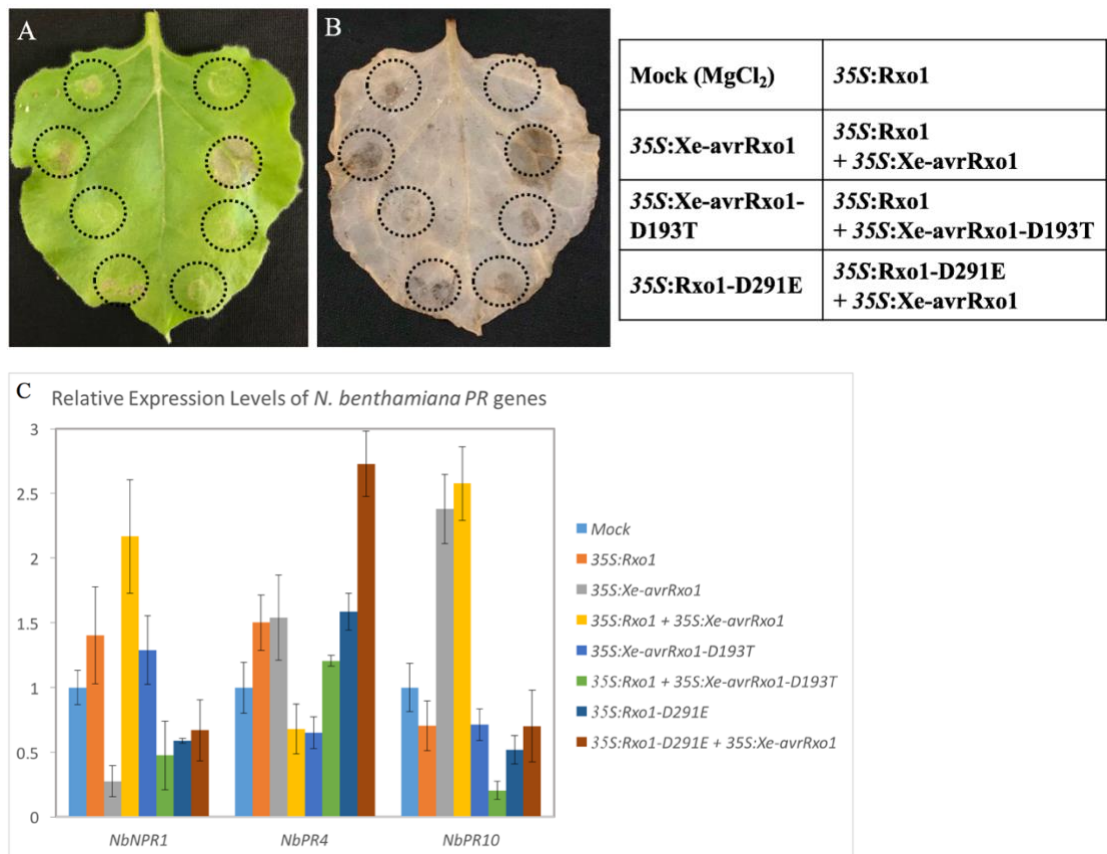 A
B
Mock (MgCl₂)
35S:Rxo1
35S:Xe-avrRxo1
35S:Rxo1
+ 35S:Xe-avrRxo1
35S:Xe-avrRxo1-
D193T
35S:Rxo1
+ 35S:Xe-avrRxo1-D193T
35S:Rxo1-D291E
35S:Rxo1-D291E
+ 35S:Xe-avrRxo1
C
Relative Expression Levels of N. benthamiana PR genes
3
2.5
2
1.5
1
0.5
0
NbNPR1
NbPR4
NbPR10
Mock
35S:Rxo1
35S:Xe-avrRxo1
35S:Rxo1 + 35S:Xe-avrRxo1
35S:Xe-avrRxo1-D193T
35S:Rxo1 + 35S:Xe-avrRxo1-D193T
35S:Rxo1-D291E
35S:Rxo1-D291E + 35S:Xe-avrRxo1